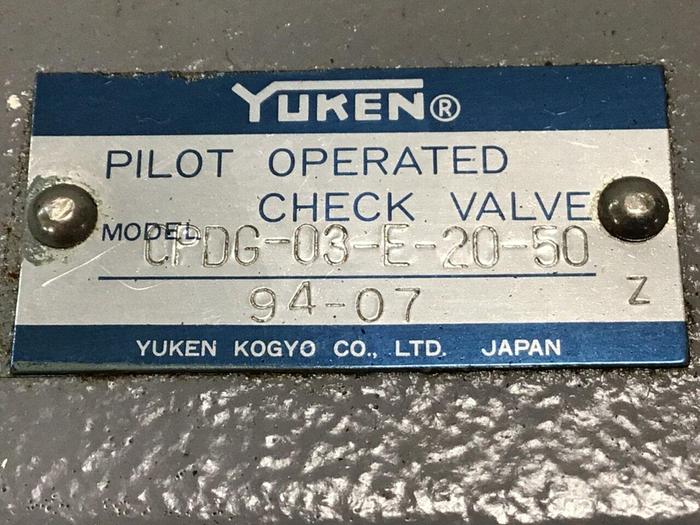 YUKEN®
PILOT OPERATED
CHECK VALVE
MODEL CPDG-03-E-20-50
94-07 Z
YUKEN KOGYO CO., LTD. JAPAN